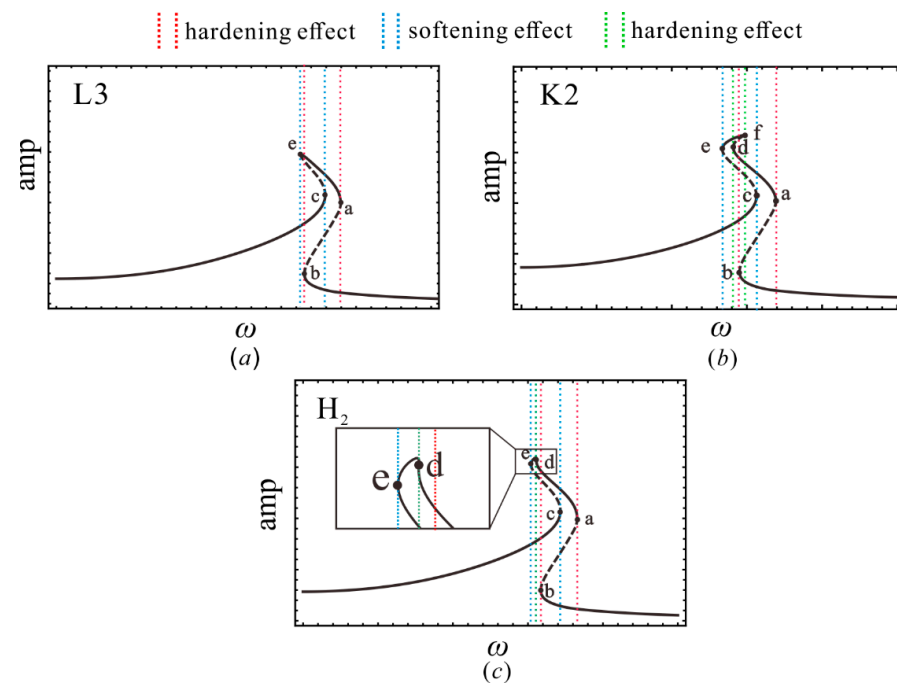 hardening effect softening effect hardening effect
L3
e
c
a
b
amp
ω
(a)
K2
f
e
d
c
a
b
amp
ω
(b)
H₂
e
d
e
d
c
a
b
amp
ω
(c)